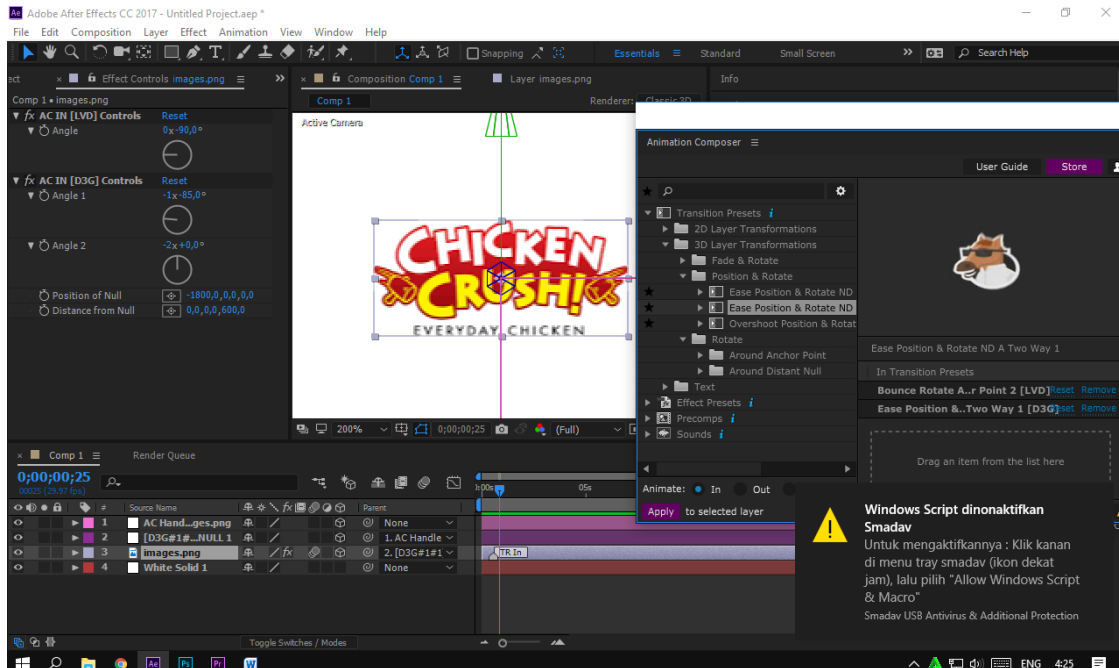 Adobe After Effects CC 2017 - Untitled Project.aep *
File Edit Composition Layer Effect Animation View Window Help
Snapping Essentials Standard Small Screen Search Help
ect Effect Controls images.png Composition Comp 1 Layer images.png Info
Comp 1 • images.png
Comp 1 Renderer: Classic 3D
fx AC IN [LVD] Controls Reset
Angle 0x-90,0°
fx AC IN [D3G] Controls Reset
Angle 1 -1x-85,0°
Angle 2 -2x+0,0°
Position of Null -1800,0,0,0,0,0
Distance from Null 0,0,0,0,600,0
Active Camera
CHICKEN
CRUSH!
EVERYDAY CHICKEN
200% 0;00;00;25 (Full)
Animation Composer
User Guide Store
Transition Presets i
2D Layer Transformations
3D Layer Transformations
Fade & Rotate
Position & Rotate
Ease Position & Rotate ND
Ease Position & Rotate ND
Overshoot Position & Rotat
Rotate
Around Anchor Point
Around Distant Null
Text
Effect Presets i
Precomps i
Sounds i
Ease Position & Rotate ND A Two Way 1
In Transition Presets
Bounce Rotate A..r Point 2 [LVD] Reset Remove
Ease Position &..Two Way 1 [D3G] Reset Remove
Drag an item from the list here
Animate: In Out
Apply to selected layer
Comp 1 Render Queue
0;00;00;25
00025 (29.97 fps)
00s 05s
# Source Name fx Parent
1 AC Hand...ges.png None
2 [D3G#1#...NULL 1 1. AC Handle
3 images.png fx 2. [D3G#1#1 TR In
4 White Solid 1 None
Toggle Switches / Modes
Windows Script dinonaktifkan
Smadav
Untuk mengaktifkannya : Klik kanan
di menu tray smadav (ikon dekat
jam), lalu pilih "Allow Windows Script
& Macro"
Smadav USB Antivirus & Additional Protection
Ae Ps Pr W ENG 4:25